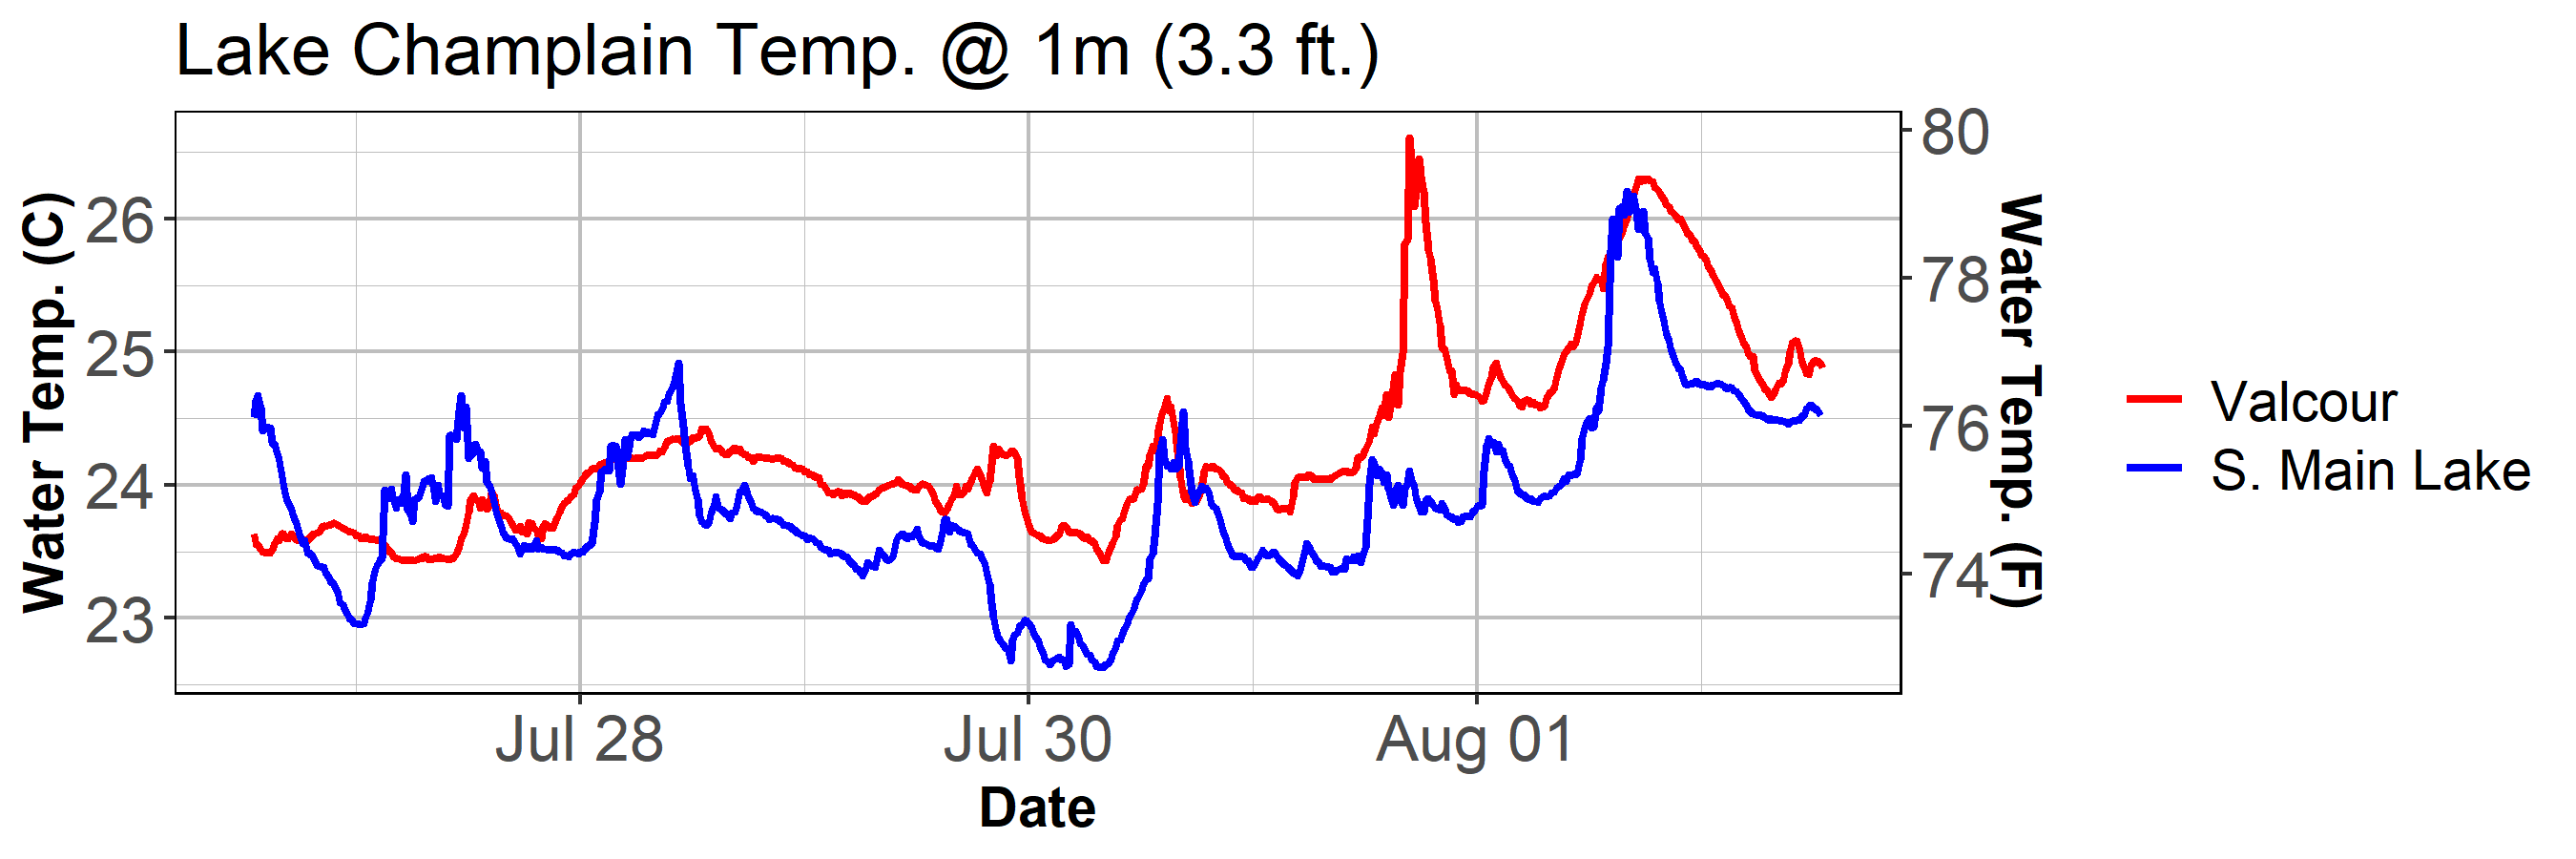 Lake Champlain Temp. @ 1m (3.3 ft.)
Water Temp. (C)
26
25
24
23
80
78
76
74
Water Temp. (F)
Jul 28
Jul 30
Aug 01
Date
Valcour
S. Main Lake